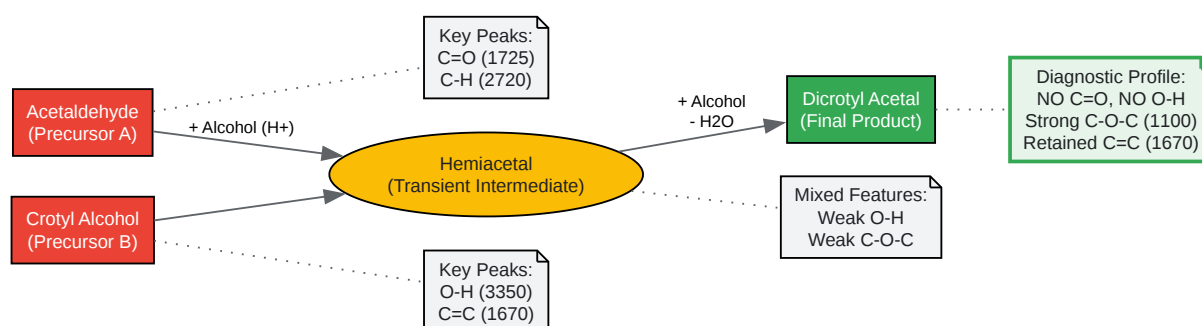 Acetaldehyde
(Precursor A)
Crotyl Alcohol
(Precursor B)
Key Peaks:
C=O (1725)
C-H (2720)
+ Alcohol (H+)
Hemiacetal
(Transient Intermediate)
Key Peaks:
O-H (3350)
C=C (1670)
+ Alcohol
- H2O
Dicrotyl Acetal
(Final Product)
Mixed Features:
Weak O-H
Weak C-O-C
Diagnostic Profile:
NO C=O, NO O-H
Strong C-O-C (1100)
Retained C=C (1670)